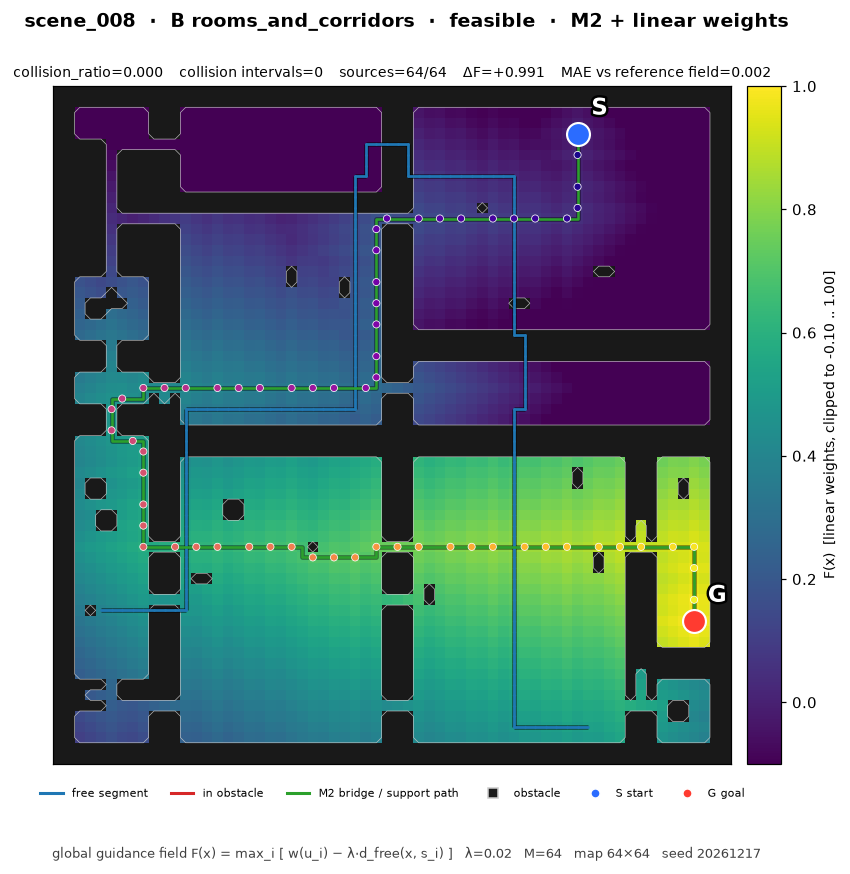 scene_008 · B rooms_and_corridors · feasible · M2 + linear weights
collision_ratio=0.000 collision intervals=0 sources=64/64 ΔF=+0.991 MAE vs reference field=0.002
S
G
1.0
0.8
0.6
0.4
0.2
0.0
F(x) [linear weights, clipped to -0.10 .. 1.00]
free segment in obstacle M2 bridge / support path obstacle S start G goal
global guidance field F(x) = max_i [ w(u_i) − λ·d_free(x, s_i) ] λ=0.02 M=64 map 64×64 seed 20261217